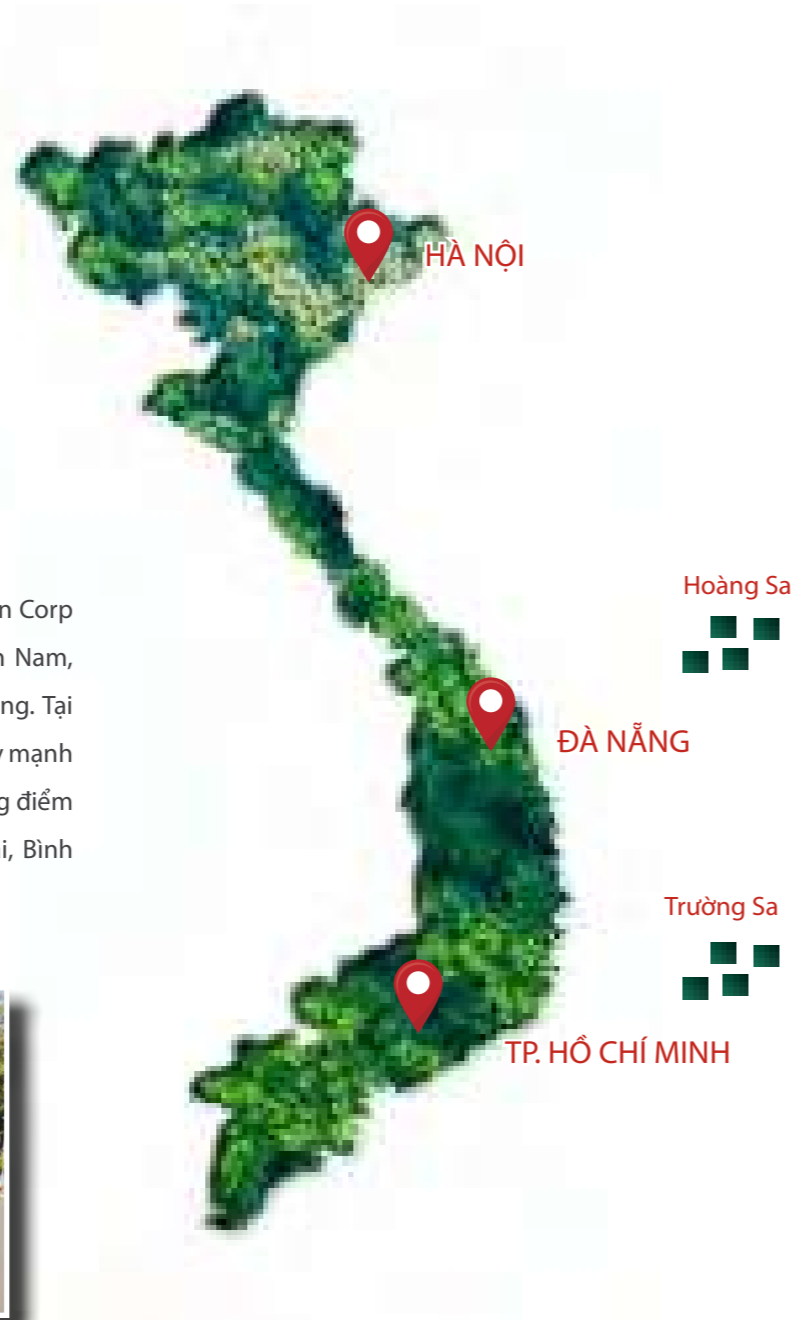 HÀ NỘI
Hoàng Sa
n Corp
Nam,
ng. Tại
mạnh
g điểm
i, Bình
ĐÀ NẴNG
Trường Sa
TP. HỒ CHÍ MINH